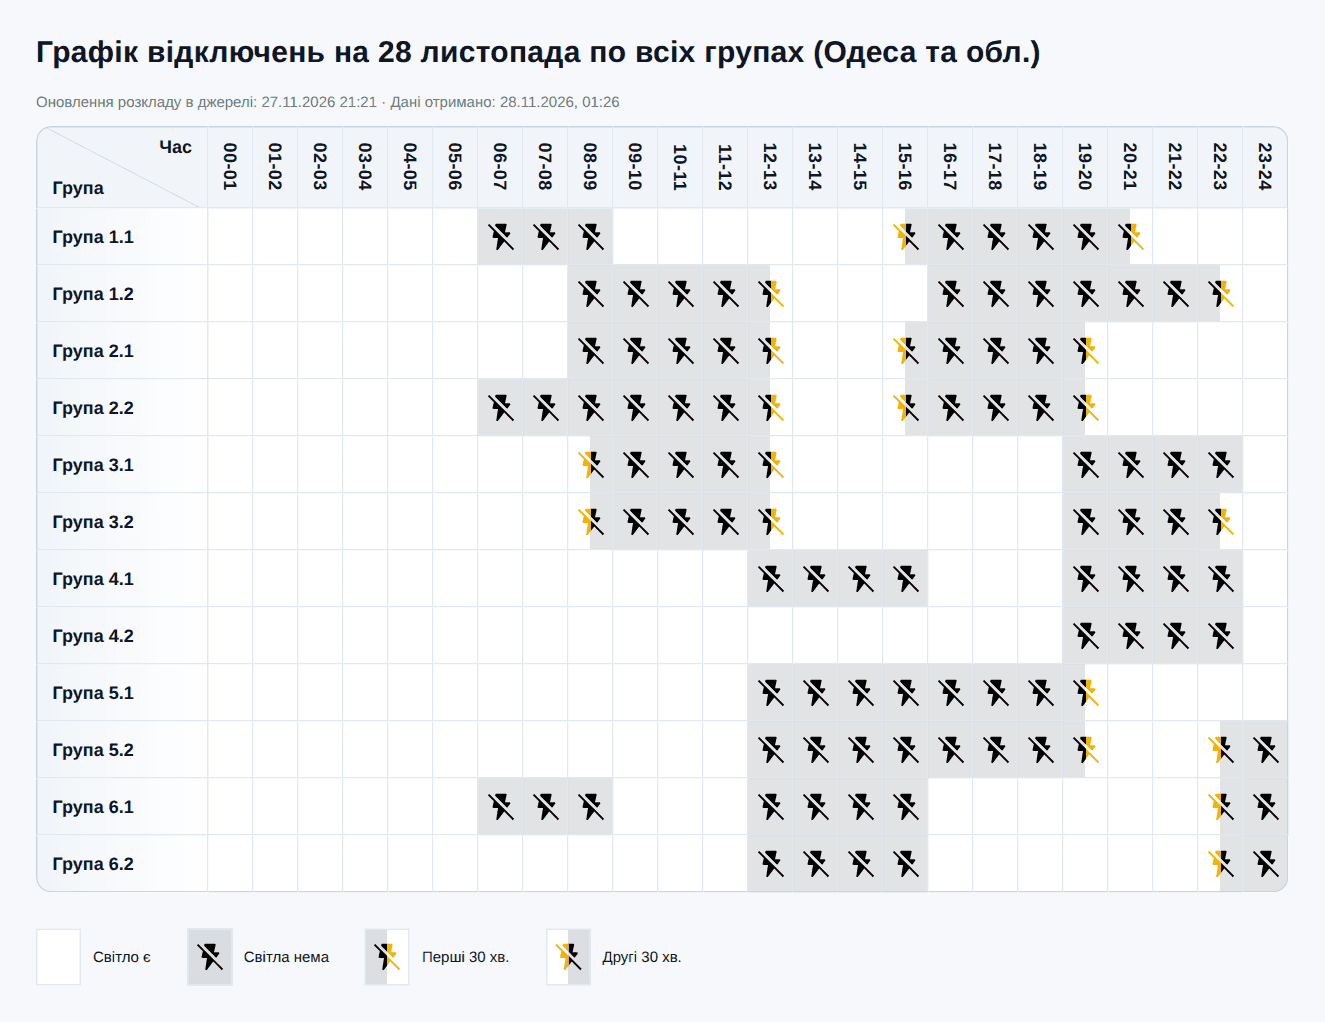 Графік відключень на 28 листопада по всіх групах (Одеса та обл.)
Оновлення розкладу в джерелі: 27.11.2026 21:21 · Дані отримано: 28.11.2026, 01:26
Час
Група
00-01 01-02 02-03 03-04 04-05 05-06 06-07 07-08 08-09 09-10 10-11 11-12 12-13 13-14 14-15 15-16 16-17 17-18 18-19 19-20 20-21 21-22 22-23 23-24
Група 1.1
Група 1.2
Група 2.1
Група 2.2
Група 3.1
Група 3.2
Група 4.1
Група 4.2
Група 5.1
Група 5.2
Група 6.1
Група 6.2
Світло є Світла нема Перші 30 хв. Другі 30 хв.